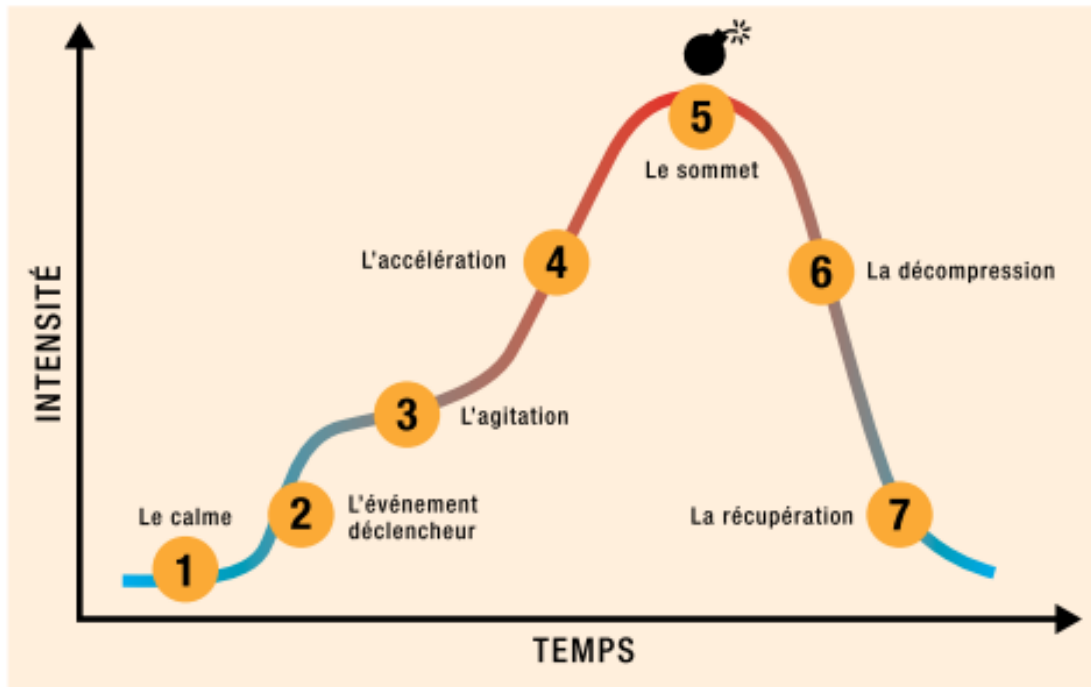 INTENSITÉ
TEMPS
1
Le calme
2
L'événement
déclencheur
3
L'agitation
4
L'accélération
5
Le sommet
6
La décompression
7
La récupération